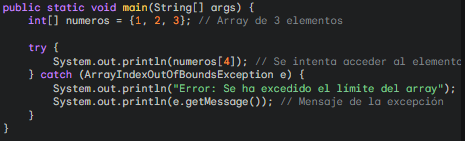 public static void main(String[] args) {
int[] numeros = {1, 2, 3}; // Array de 3 elementos
try {
System.out.println(numeros[4]); // Se intenta acceder al elemento
} catch (ArrayIndexOutOfBoundsException e) {
System.out.println("Error: Se ha excedido el límite del array");
System.out.println(e.getMessage()); // Mensaje de la excepción
}
}